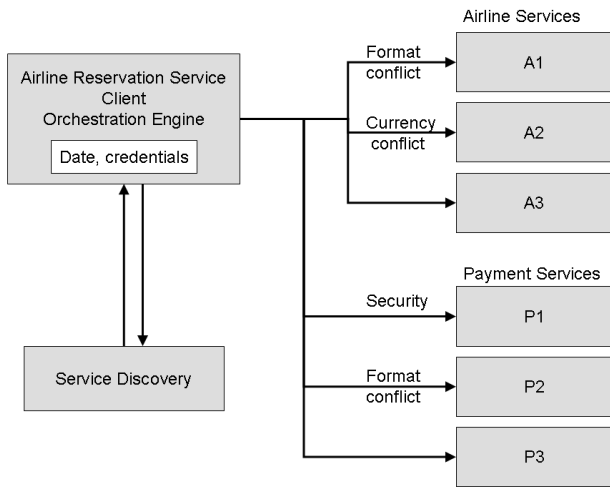 Airline Services
Airline Reservation Service
Client
Orchestration Engine
Date, credentials
Format
conflict
A1
Currency
conflict
A2
A3
Payment Services
Security
P1
Service Discovery
Format
conflict
P2
P3